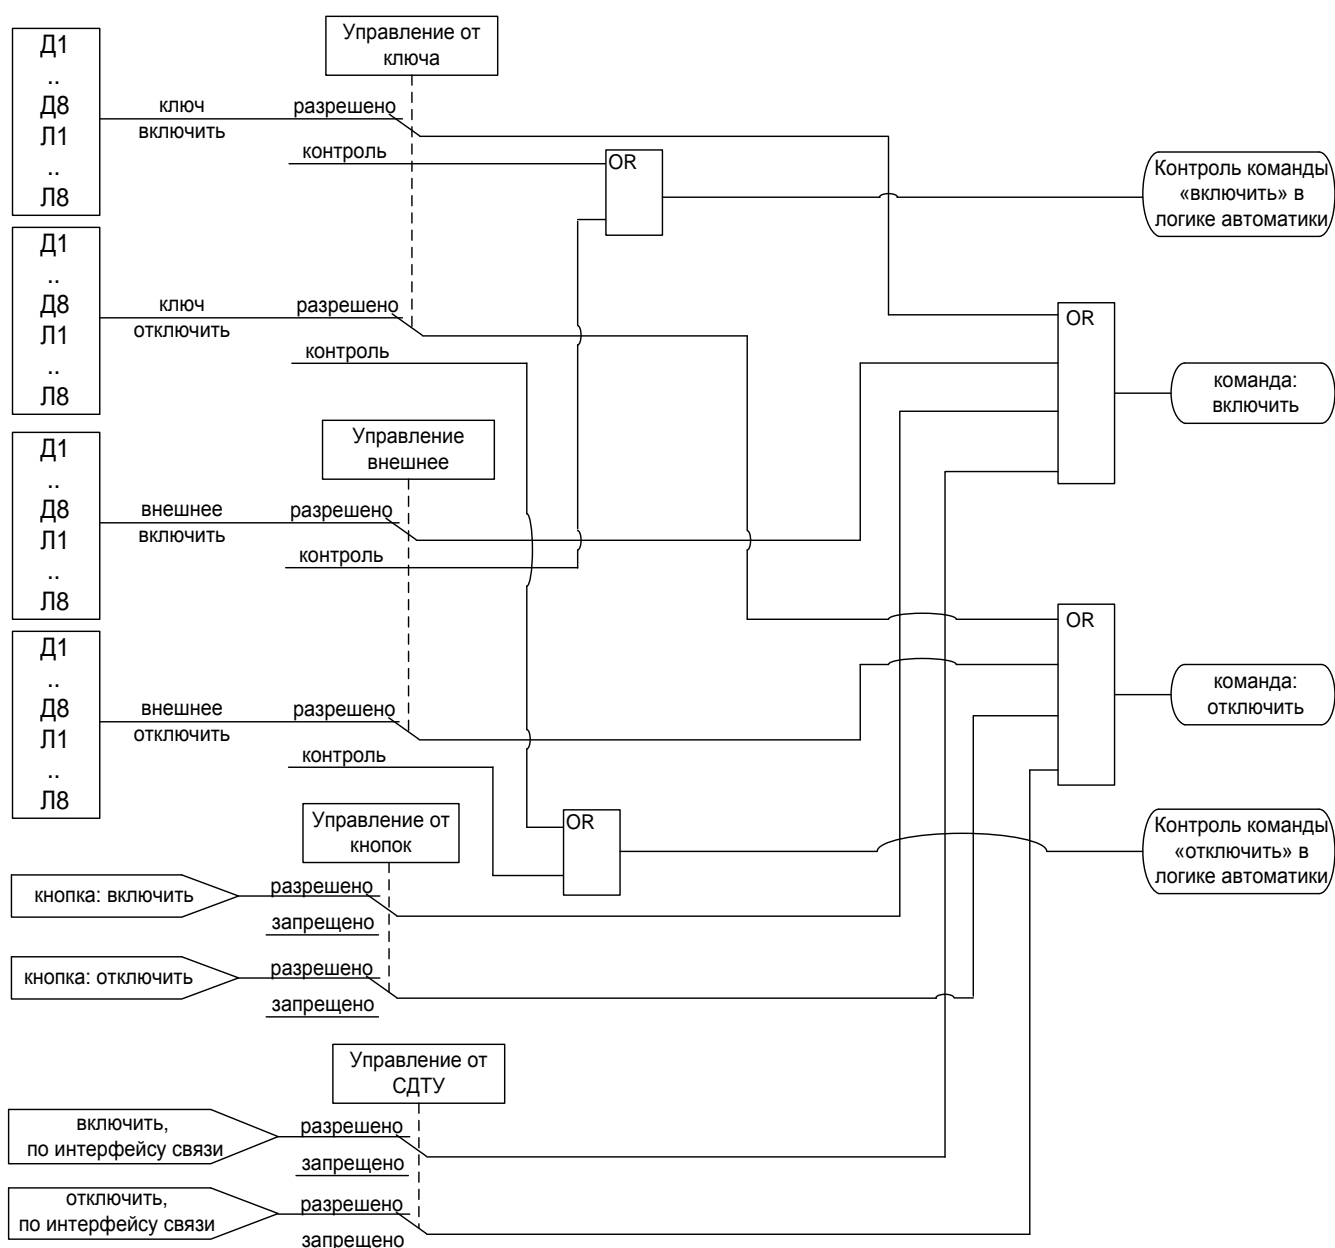 Д1
..
Д8
Л1
..
Л8
ключ
включить
Управление от
ключа
разрешено
контроль
OR
Контроль команды
«включить» в
логике автоматики
Д1
..
Д8
Л1
..
Л8
ключ
отключить
разрешено
контроль
OR
команда:
включить
Д1
..
Д8
Л1
..
Л8
внешнее
включить
Управление
внешнее
разрешено
контроль
Д1
..
Д8
Л1
..
Л8
внешнее
отключить
разрешено
контроль
OR
команда:
отключить
OR
Контроль команды
«отключить» в
логике автоматики
Управление от
кнопок
кнопка: включить
разрешено
запрещено
кнопка: отключить
разрешено
запрещено
Управление от
СДТУ
включить,
по интерфейсу связи
разрешено
запрещено
отключить,
по интерфейсу связи
разрешено
запрещено